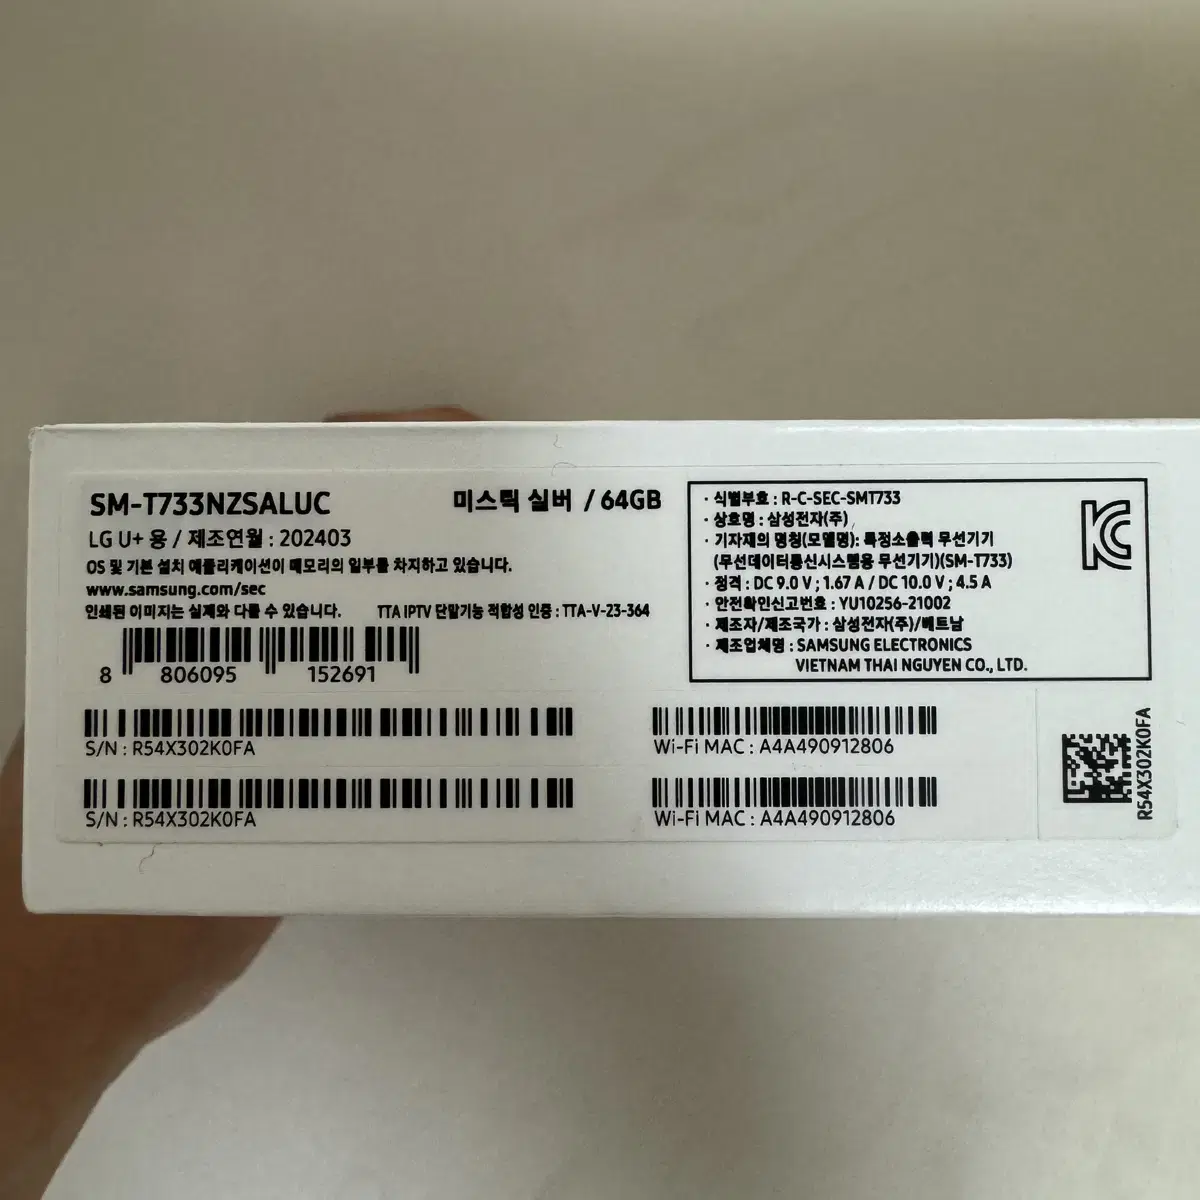 SM-T733NZSALUC
미스틱 실버 / 64GB
LG U+ 용 / 제조연월 : 202403
OS 및 기본 설치 애플리케이션이 메모리의 일부를 차지하고 있습니다.
www.samsung.com/sec
인쇄된 이미지는 실제와 다를 수 있습니다.
TTA IPTV 단말기능 적합성 인증 : TTA-V-23-364
8 806095 152691
S/N : R54X302K0FA
S/N : R54X302K0FA
· 식별부호 : R-C-SEC-SMT733
· 상호명 : 삼성전자(주)
· 기자재의 명칭(모델명): 특정소출력 무선기기
(무선데이터통신시스템용 무선기기)(SM-T733)
· 정격 : DC 9.0 V ; 1.67 A / DC 10.0 V ; 4.5 A
· 안전확인신고번호 : YU10256-21002
· 제조자/제조국가 : 삼성전자(주)/베트남
· 제조업체명 : SAMSUNG ELECTRONICS
VIETNAM THAI NGUYEN CO., LTD.
Wi-Fi MAC : A4A490912806
Wi-Fi MAC : A4A490912806
R54X302K0FA